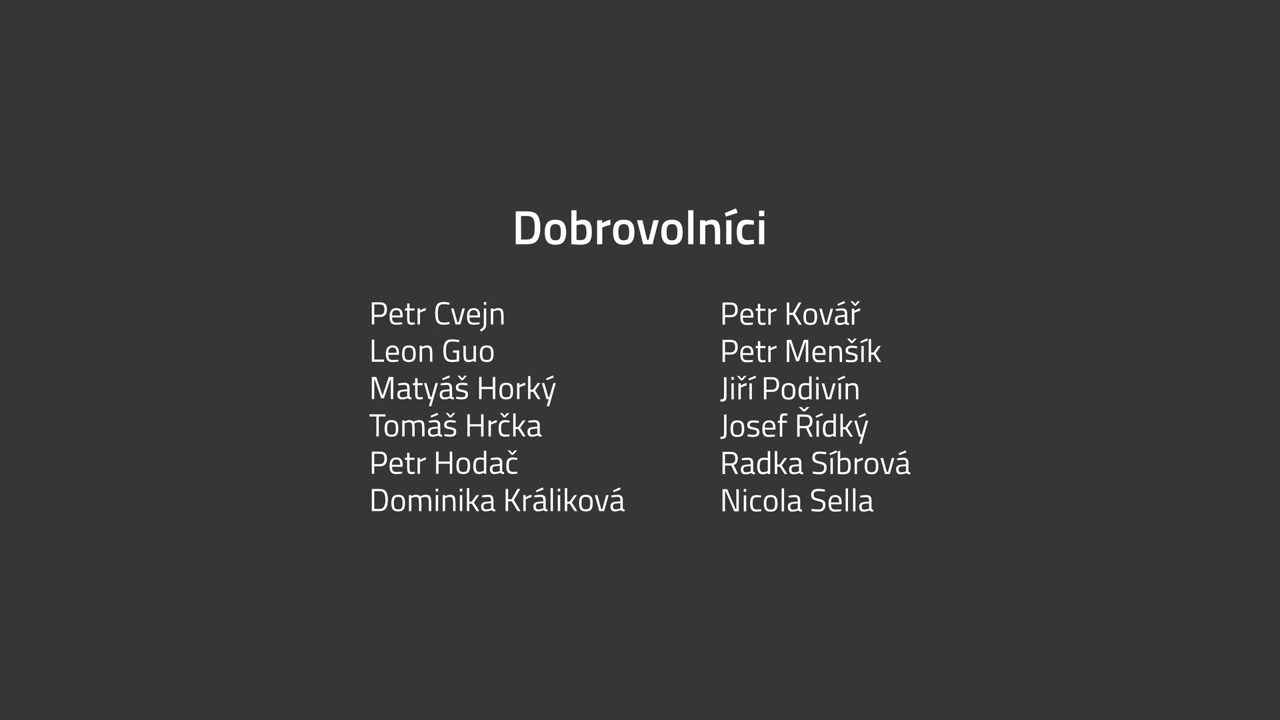 Dobrovolníci
Petr Cvejn
Leon Guo
Matyáš Horký
Tomáš Hrčka
Petr Hodač
Dominika Králiková
Petr Kovář
Petr Menšík
Jiří Podivín
Josef Řídký
Radka Síbrová
Nicola Sella